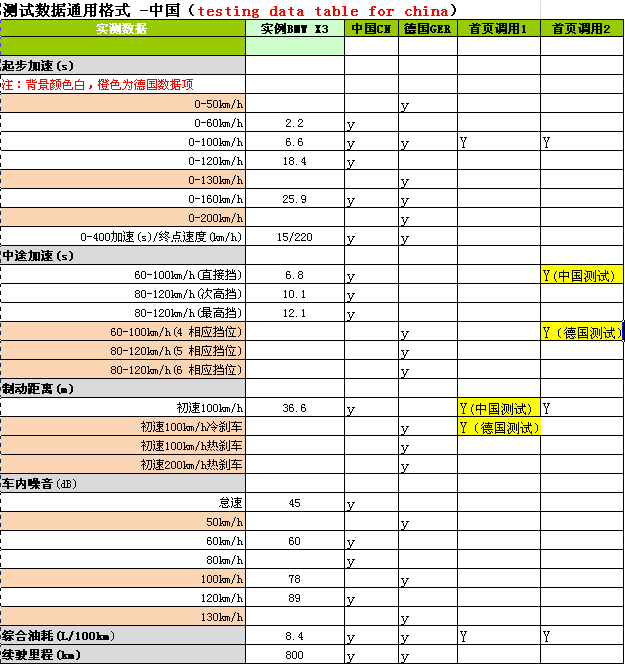 测试数据通用格式 -中国（testing data table for china）
实测数据 实例BMW X3 中国CN 德国GER 首页调用1 首页调用2
起步加速(s)
注：背景颜色白，橙色为德国数据项
0-50km/h y
0-60km/h 2.2 y
0-100km/h 6.6 y y Y Y
0-120km/h 18.4 y
0-130km/h y
0-160km/h 25.9 y y
0-200km/h y
0-400加速(s)/终点速度(km/h) 15/220 y y
中途加速(s)
60-100km/h(直接挡) 6.8 y Y(中国测试)
80-120km/h(次高挡) 10.1 y
80-120km/h(最高挡) 12.1 y
60-100km/h(4 相应挡位) y Y（德国测试)
80-120km/h(5 相应挡位) y
80-120km/h(6 相应挡位) y
制动距离(m)
初速100km/h 36.6 y Y(中国测试) Y
初速100km/h冷刹车 y Y（德国测试)
初速100km/h热刹车 y
初速200km/h热刹车 y
车内噪音(dB)
怠速 45 y
50km/h y
60km/h 60 y
80km/h y
100km/h 78 y
120km/h 89 y
130km/h y
综合油耗(L/100km) 8.4 y y Y Y
续驶里程(km) 800 y y